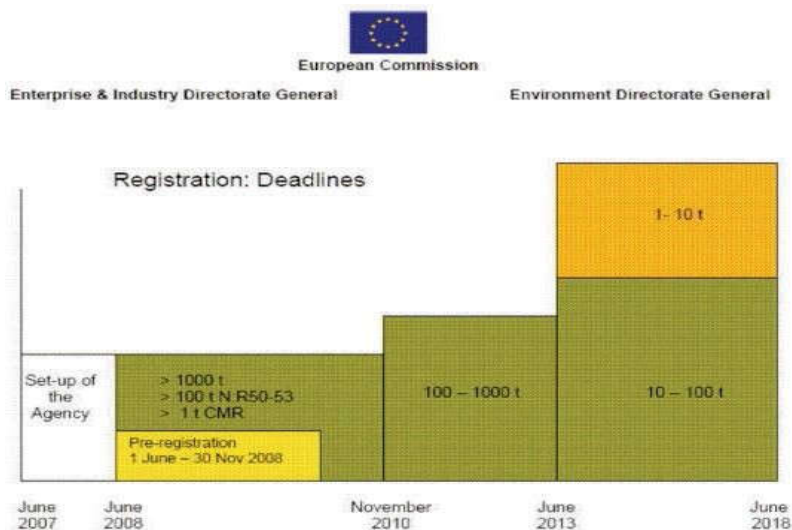 European Commission
Enterprise & Industry Directorate General
Environment Directorate General
Registration: Deadlines
1- 10 t
Set-up of
the
Agency
> 1000 t
> 100 t N R50-53
> 1 t CMR
Pre-registration
1 June – 30 Nov 2008
100 – 1000 t
10 – 100 t
June
2007
June
2008
November
2010
June
2013
June
2018